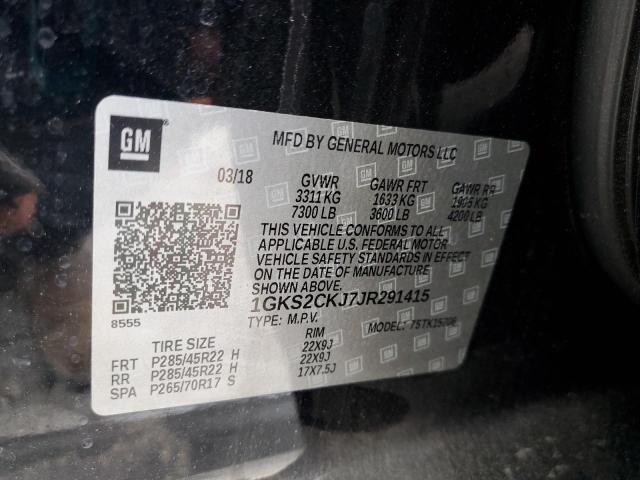 GM
MFD BY GENERAL MOTORS LLC
03/18 GVWR GAWR FRT GAWR RR
3311 KG 1633 KG 1905 KG
7300 LB 3600 LB 4200 LB
THIS VEHICLE CONFORMS TO ALL
APPLICABLE U.S. FEDERAL MOTOR
VEHICLE SAFETY STANDARDS IN EFFECT
ON THE DATE OF MANUFACTURE
SHOWN ABOVE.
1GKS2CKJ7JR291415
8555
TYPE: M.P.V. MODEL:
TIRE SIZE RIM
FRT P285/45R22 H 22X9J
RR P285/45R22 H 22X9J
SPA P265/70R17 S 17X7.5J